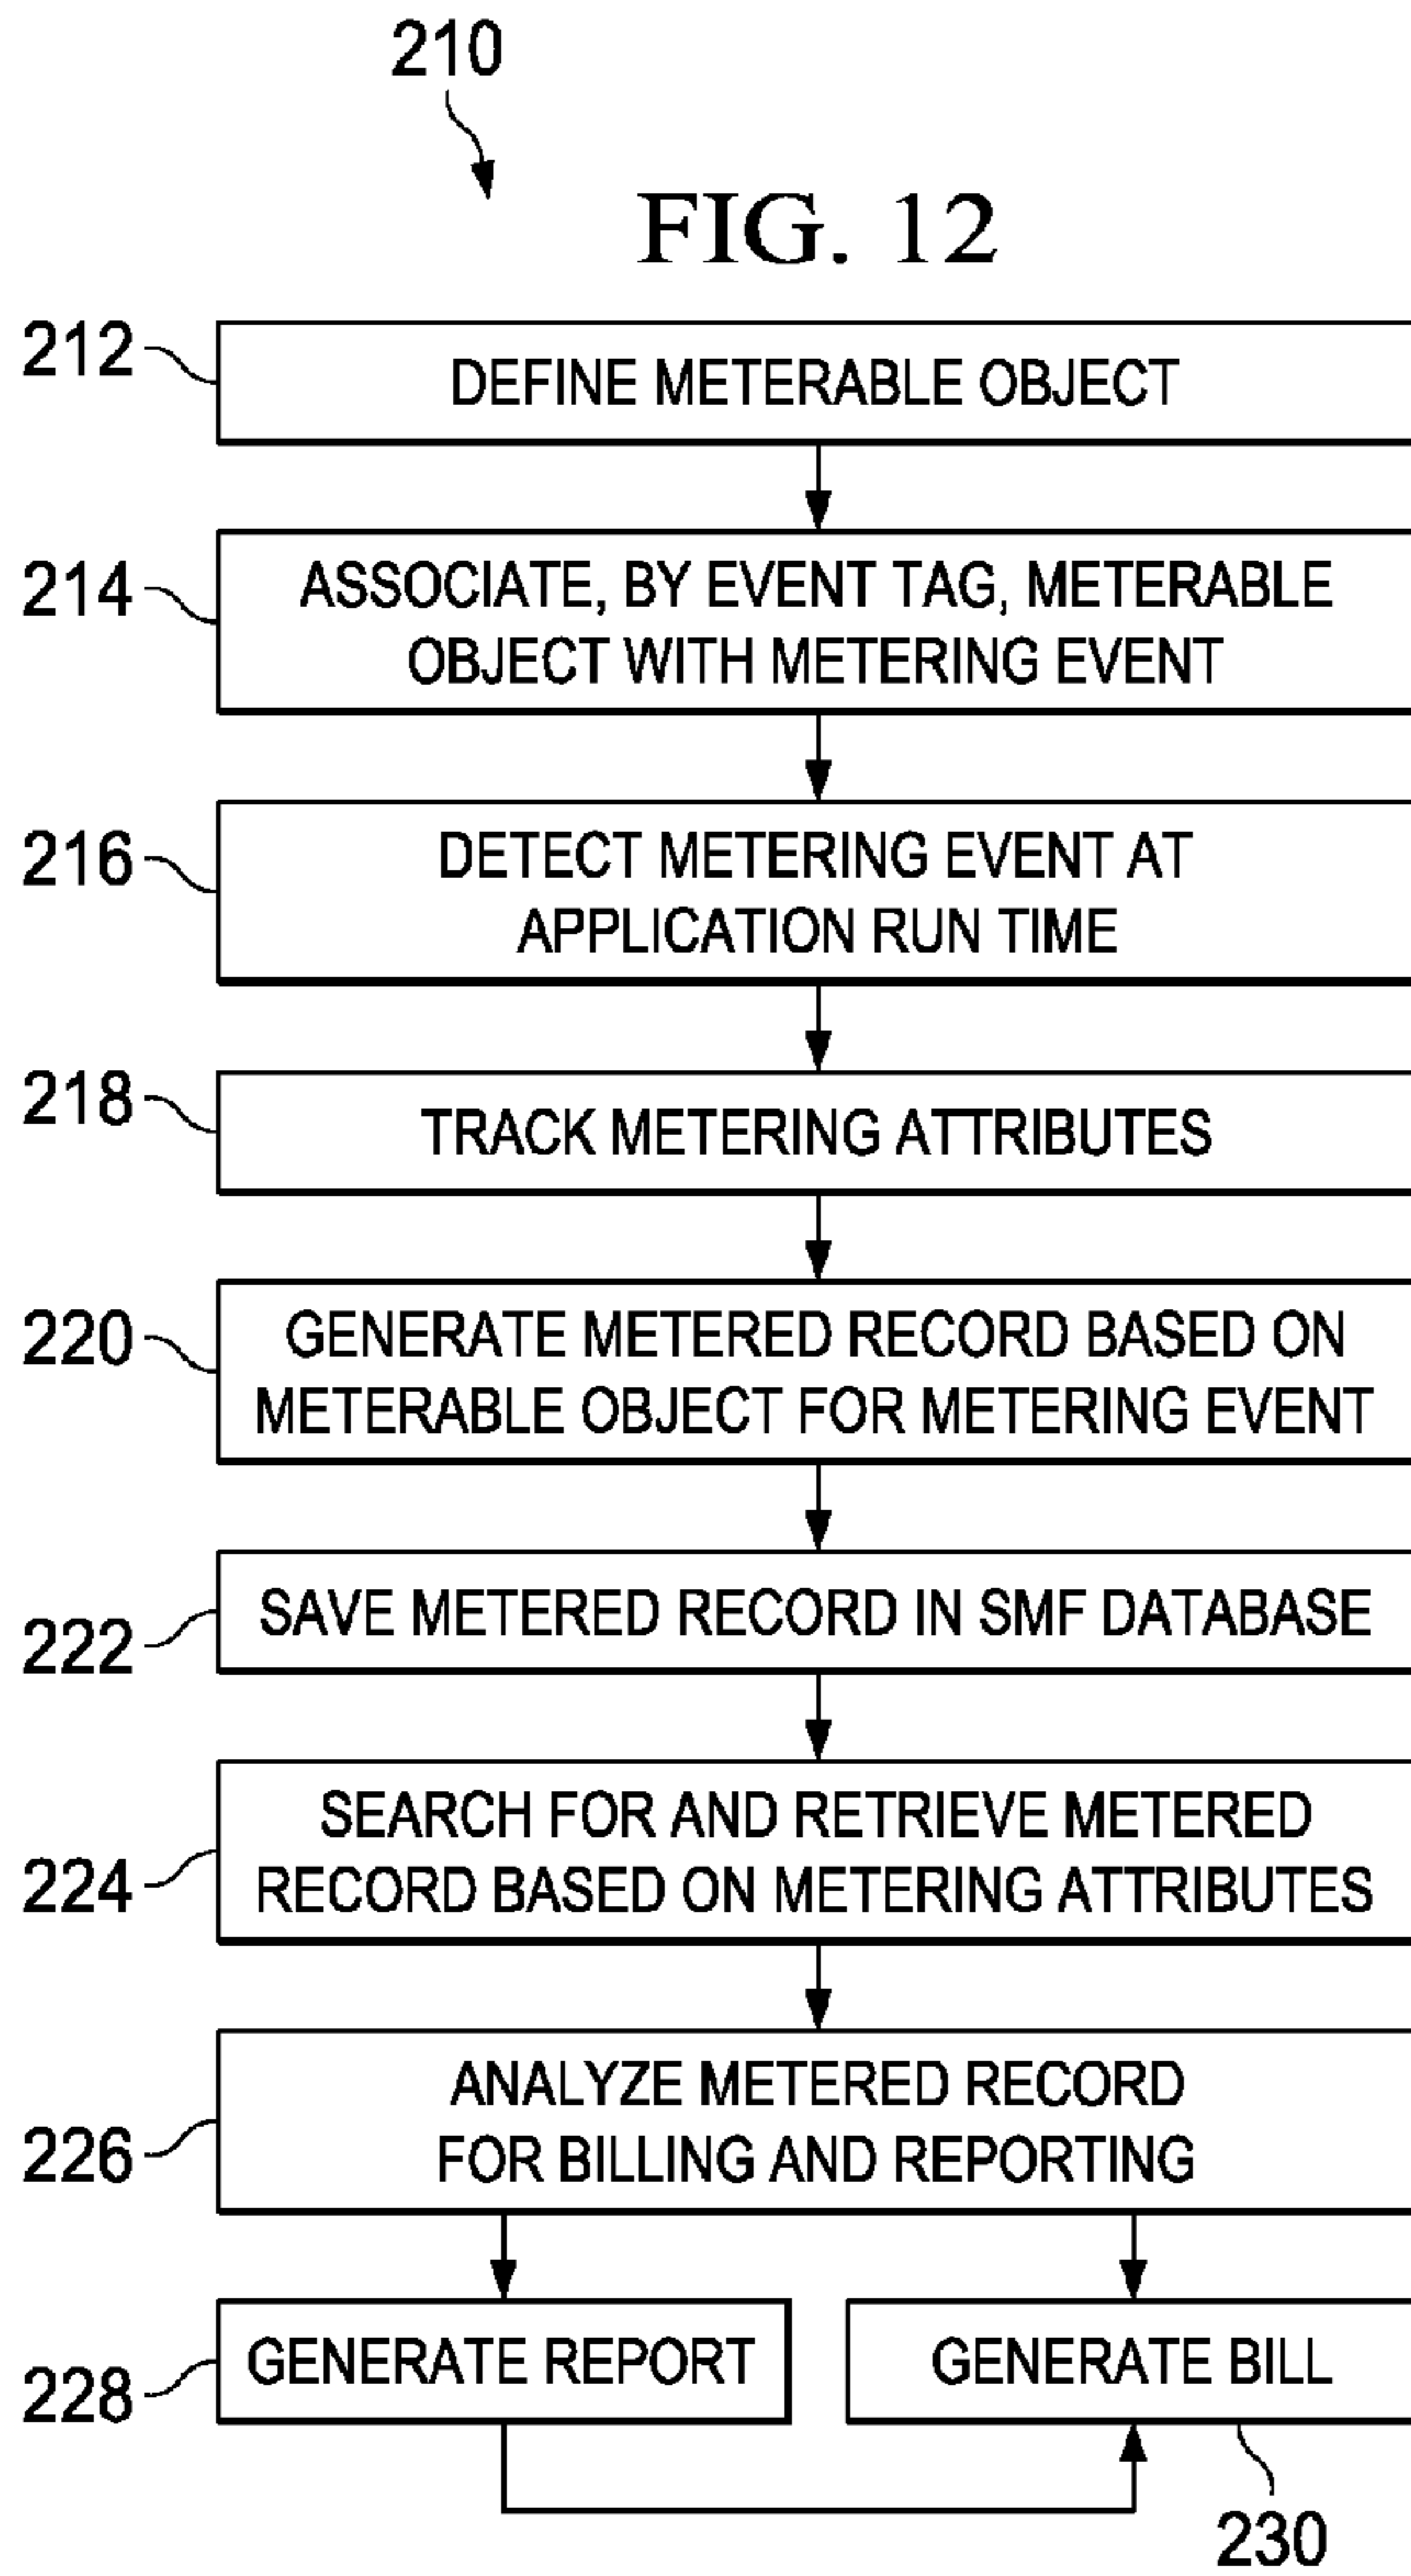 210
FIG. 12
212
DEFINE METERABLE OBJECT
214
ASSOCIATE, BY EVENT TAG, METERABLE
OBJECT WITH METERING EVENT
216
DETECT METERING EVENT AT
APPLICATION RUN TIME
218
TRACK METERING ATTRIBUTES
220
GENERATE METERED RECORD BASED ON
METERABLE OBJECT FOR METERING EVENT
222
SAVE METERED RECORD IN SMF DATABASE
224
SEARCH FOR AND RETRIEVE METERED
RECORD BASED ON METERING ATTRIBUTES
226
ANALYZE METERED RECORD
FOR BILLING AND REPORTING
228
GENERATE REPORT
GENERATE BILL
230